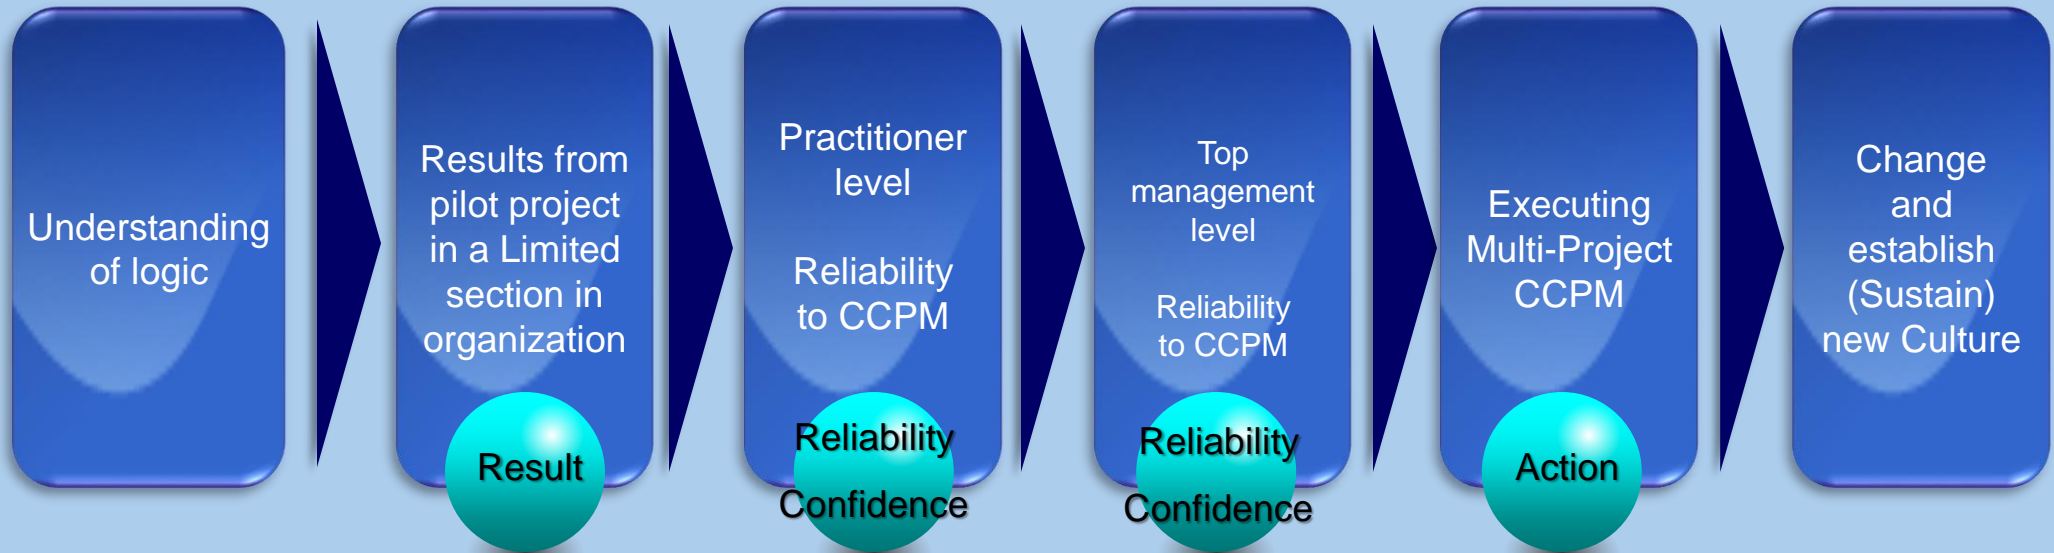 Understanding
of logic
Results from
pilot project
in a Limited
section in
organization
Result
Practitioner
level
Reliability
to CCPM
Reliability
Confidence
Top
management
level
Reliability
to CCPM
Reliability
Confidence
Executing
Multi-Project
CCPM
Action
Change
and
establish
(Sustain)
new Culture